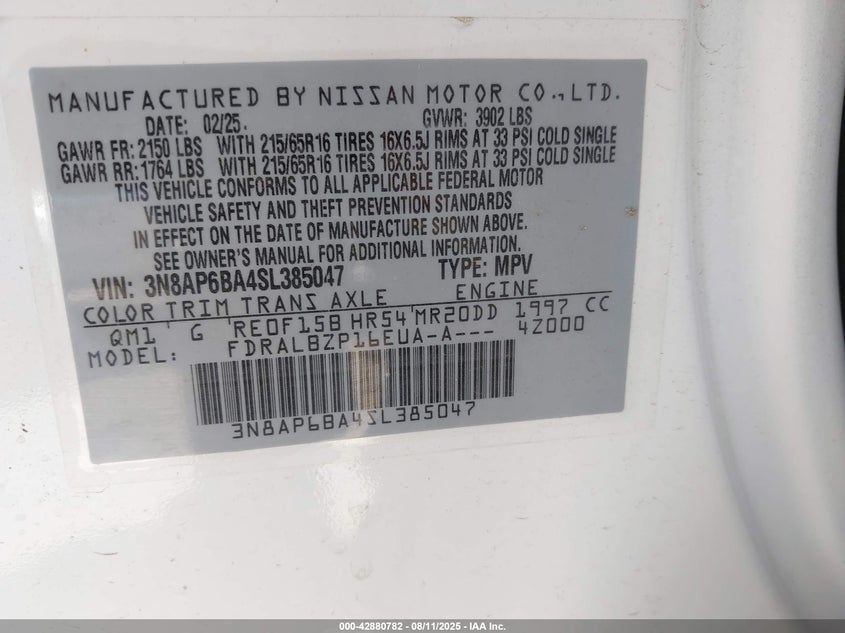 MANUFACTURED BY NISSAN MOTOR CO.,LTD.
DATE: 02/25. GVWR: 3902 LBS
GAWR FR: 2150 LBS WITH 215/65R16 TIRES 16X6.5J RIMS AT 33 PSI COLD SINGLE
GAWR RR: 1764 LBS WITH 215/65R16 TIRES 16X6.5J RIMS AT 33 PSI COLD SINGLE
THIS VEHICLE CONFORMS TO ALL APPLICABLE FEDERAL MOTOR
VEHICLE SAFETY AND THEFT PREVENTION STANDARDS
IN EFFECT ON THE DATE OF MANUFACTURE SHOWN ABOVE.
SEE OWNER'S MANUAL FOR ADDITIONAL INFORMATION.
VIN: 3N8AP6BA4SL385047 TYPE: MPV
COLOR TRIM TRANS AXLE ENGINE
QM1 G RE0F15B HR54 MR20DD 1997 CC
MODEL: FDRALBZP16EUA-A--- 4Z000
3N8AP6BA4SL385047
000-42880782 - 08/11/2025 - IAA Inc.